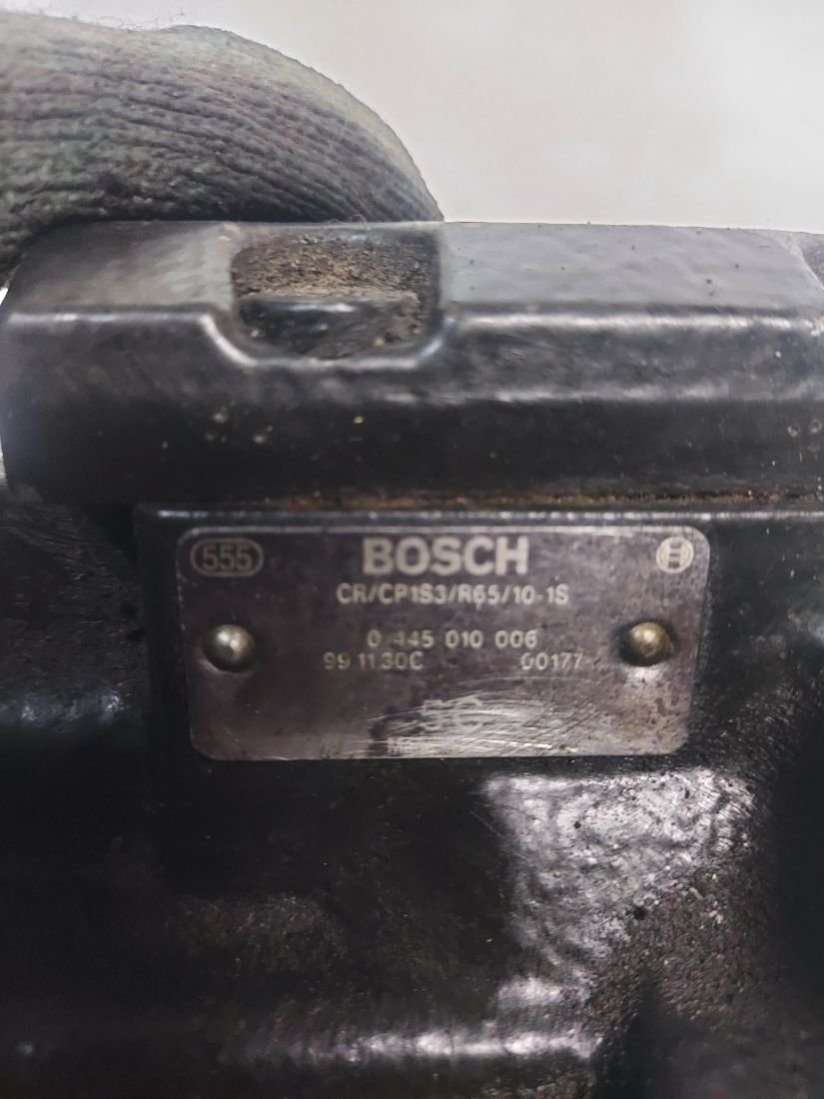 555 BOSCH
CR/CP1S3/R65/10-1S
0 445 010 006
99 1130C 00177